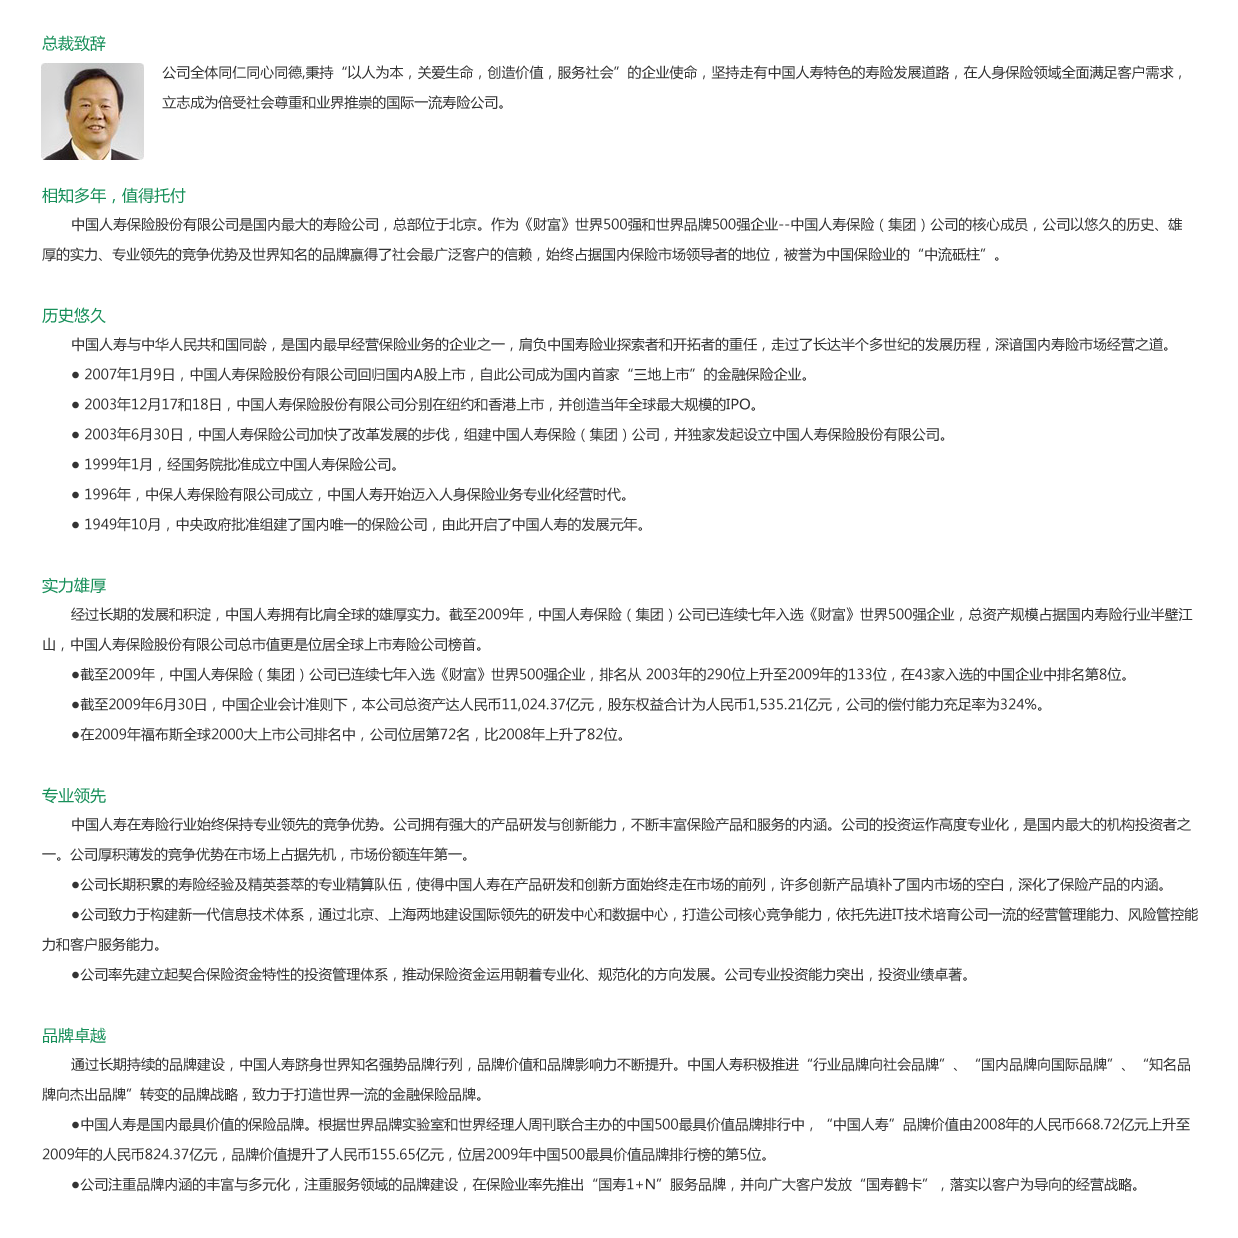 总裁致辞
公司全体同仁同心同德,秉持“以人为本，关爱生命，创造价值，服务社会”的企业使命，坚持走有中国人寿特色的寿险发展道路，在人身保险领域全面满足客户需求，
立志成为倍受社会尊重和业界推崇的国际一流寿险公司。
相知多年，值得托付
中国人寿保险股份有限公司是国内最大的寿险公司，总部位于北京。作为《财富》世界500强和世界品牌500强企业--中国人寿保险（集团）公司的核心成员，公司以悠久的历史、雄
厚的实力、专业领先的竞争优势及世界知名的品牌赢得了社会最广泛客户的信赖，始终占据国内保险市场领导者的地位，被誉为中国保险业的“中流砥柱”。
历史悠久
中国人寿与中华人民共和国同龄，是国内最早经营保险业务的企业之一，肩负中国寿险业探索者和开拓者的重任，走过了长达半个多世纪的发展历程，深谙国内寿险市场经营之道。
● 2007年1月9日，中国人寿保险股份有限公司回归国内A股上市，自此公司成为国内首家“三地上市”的金融保险企业。
● 2003年12月17和18日，中国人寿保险股份有限公司分别在纽约和香港上市，并创造当年全球最大规模的IPO。
● 2003年6月30日，中国人寿保险公司加快了改革发展的步伐，组建中国人寿保险（集团）公司，并独家发起设立中国人寿保险股份有限公司。
● 1999年1月，经国务院批准成立中国人寿保险公司。
● 1996年，中保人寿保险有限公司成立，中国人寿开始迈入人身保险业务专业化经营时代。
● 1949年10月，中央政府批准组建了国内唯一的保险公司，由此开启了中国人寿的发展元年。
实力雄厚
经过长期的发展和积淀，中国人寿拥有比肩全球的雄厚实力。截至2009年，中国人寿保险（集团）公司已连续七年入选《财富》世界500强企业，总资产规模占据国内寿险行业半壁江
山，中国人寿保险股份有限公司总市值更是位居全球上市寿险公司榜首。
●截至2009年，中国人寿保险（集团）公司已连续七年入选《财富》世界500强企业，排名从 2003年的290位上升至2009年的133位，在43家入选的中国企业中排名第8位。
●截至2009年6月30日，中国企业会计准则下，本公司总资产达人民币11,024.37亿元，股东权益合计为人民币1,535.21亿元，公司的偿付能力充足率为324%。
●在2009年福布斯全球2000大上市公司排名中，公司位居第72名，比2008年上升了82位。
专业领先
中国人寿在寿险行业始终保持专业领先的竞争优势。公司拥有强大的产品研发与创新能力，不断丰富保险产品和服务的内涵。公司的投资运作高度专业化，是国内最大的机构投资者之
一。公司厚积薄发的竞争优势在市场上占据先机，市场份额连年第一。
●公司长期积累的寿险经验及精英荟萃的专业精算队伍，使得中国人寿在产品研发和创新方面始终走在市场的前列，许多创新产品填补了国内市场的空白，深化了保险产品的内涵。
●公司致力于构建新一代信息技术体系，通过北京、上海两地建设国际领先的研发中心和数据中心，打造公司核心竞争能力，依托先进IT技术培育公司一流的经营管理能力、风险管控能
力和客户服务能力。
●公司率先建立起契合保险资金特性的投资管理体系，推动保险资金运用朝着专业化、规范化的方向发展。公司专业投资能力突出，投资业绩卓著。
品牌卓越
通过长期持续的品牌建设，中国人寿跻身世界知名强势品牌行列，品牌价值和品牌影响力不断提升。中国人寿积极推进“行业品牌向社会品牌”、“国内品牌向国际品牌”、“知名品
牌向杰出品牌”转变的品牌战略，致力于打造世界一流的金融保险品牌。
●中国人寿是国内最具价值的保险品牌。根据世界品牌实验室和世界经理人周刊联合主办的中国500最具价值品牌排行中，“中国人寿”品牌价值由2008年的人民币668.72亿元上升至
2009年的人民币824.37亿元，品牌价值提升了人民币155.65亿元，位居2009年中国500最具价值品牌排行榜的第5位。
●公司注重品牌内涵的丰富与多元化，注重服务领域的品牌建设，在保险业率先推出“国寿1+N”服务品牌，并向广大客户发放“国寿鹤卡”，落实以客户为导向的经营战略。